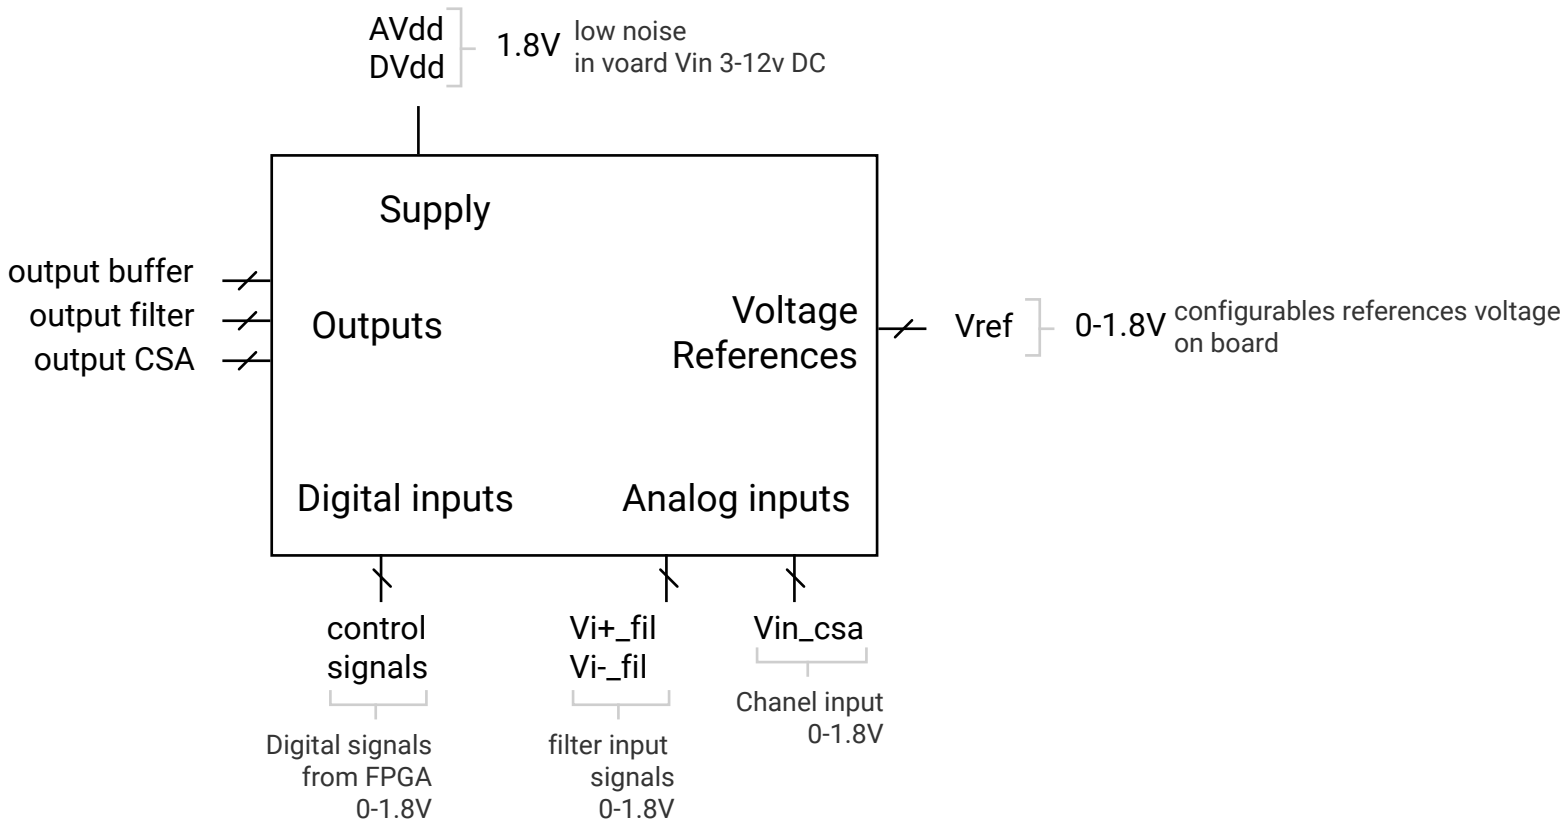 AVdd
DVdd
1.8V
low noise
in voard Vin 3-12v DC
Supply
output buffer
output filter
output CSA
Outputs
Voltage
References
Vref
0-1.8V
configurables references voltage
on board
Digital inputs
Analog inputs
control
signals
Digital signals
from FPGA
0-1.8V
Vi+_fil
Vi-_fil
filter input
signals
0-1.8V
Vin_csa
Chanel input
0-1.8V